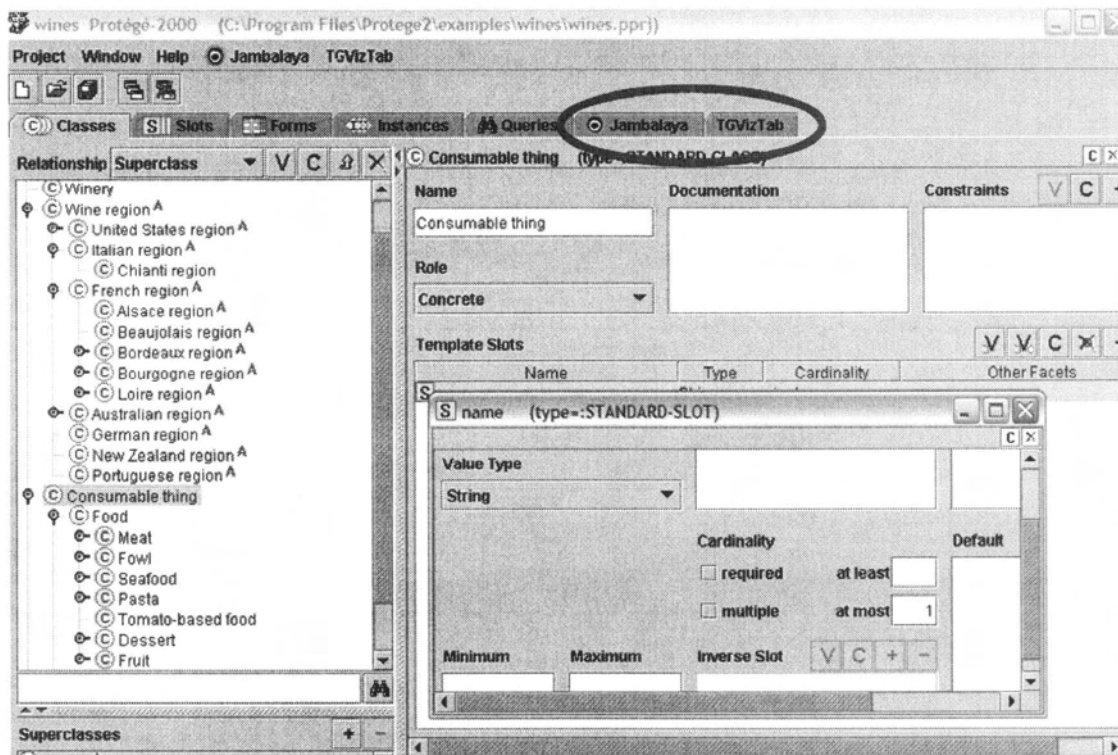 wines Protégé-2000 (C:\Program Files\Protege2\examples\wines\wines.pprj)
Project Window Help Jambalaya TGVizTab
C Classes S Slots Forms Instances Queries Jambalaya TGVizTab
Relationship Superclass V C X
C Winery
C Wine region A
C United States region A
C Italian region A
C Chianti region
C French region A
C Alsace region A
C Beaujolais region A
C Bordeaux region A
C Bourgogne region A
C Loire region A
C Australian region A
C German region A
C New Zealand region A
C Portuguese region A
C Consumable thing
C Food
C Meat
C Fowl
C Seafood
C Pasta
C Tomato-based food
C Dessert
C Fruit
Superclasses + -
C Consumable thing (type=:STANDARD-CLASS) C X
Name Documentation Constraints V C
Consumable thing
Role
Concrete
Template Slots V V C X
Name Type Cardinality Other Facets
S
S name (type=:STANDARD-SLOT)
C X
Value Type
String
Cardinality Default
required at least
multiple at most 1
Minimum Maximum Inverse Slot V C + -